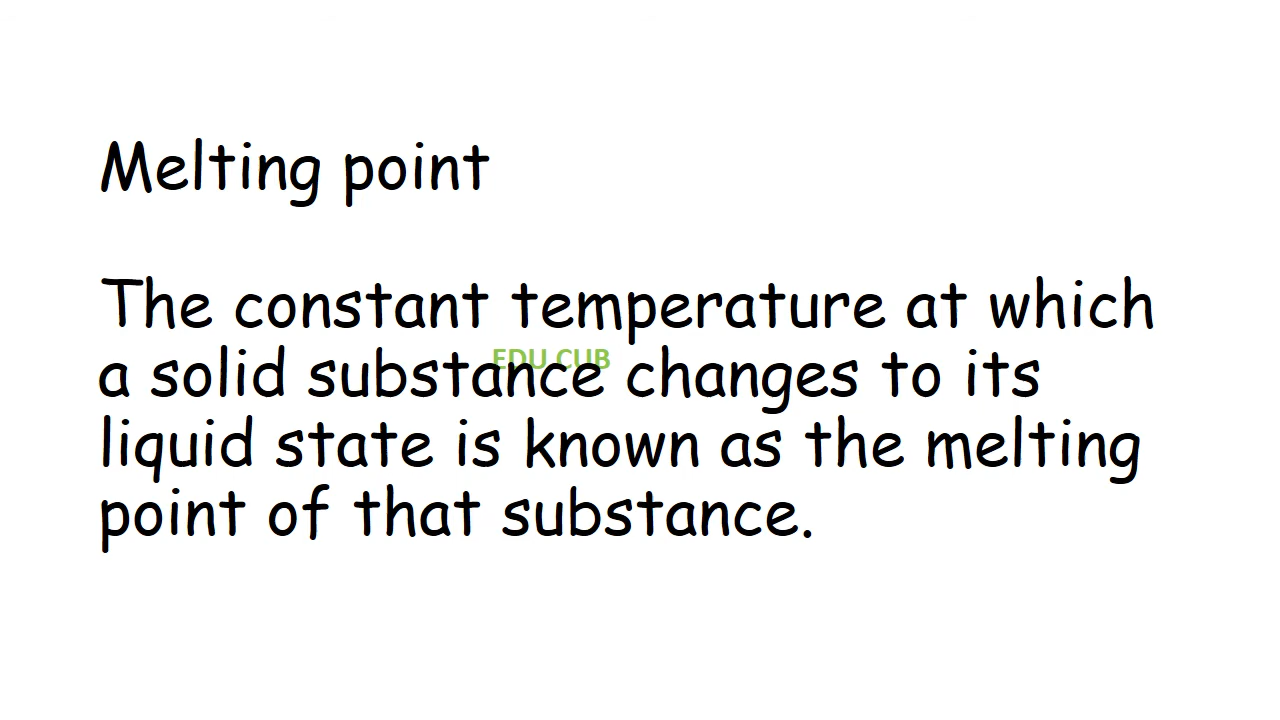 Melting point
The constant temperature at which
EDU CUB
a solid substance changes to its
liquid state is known as the melting
point of that substance.